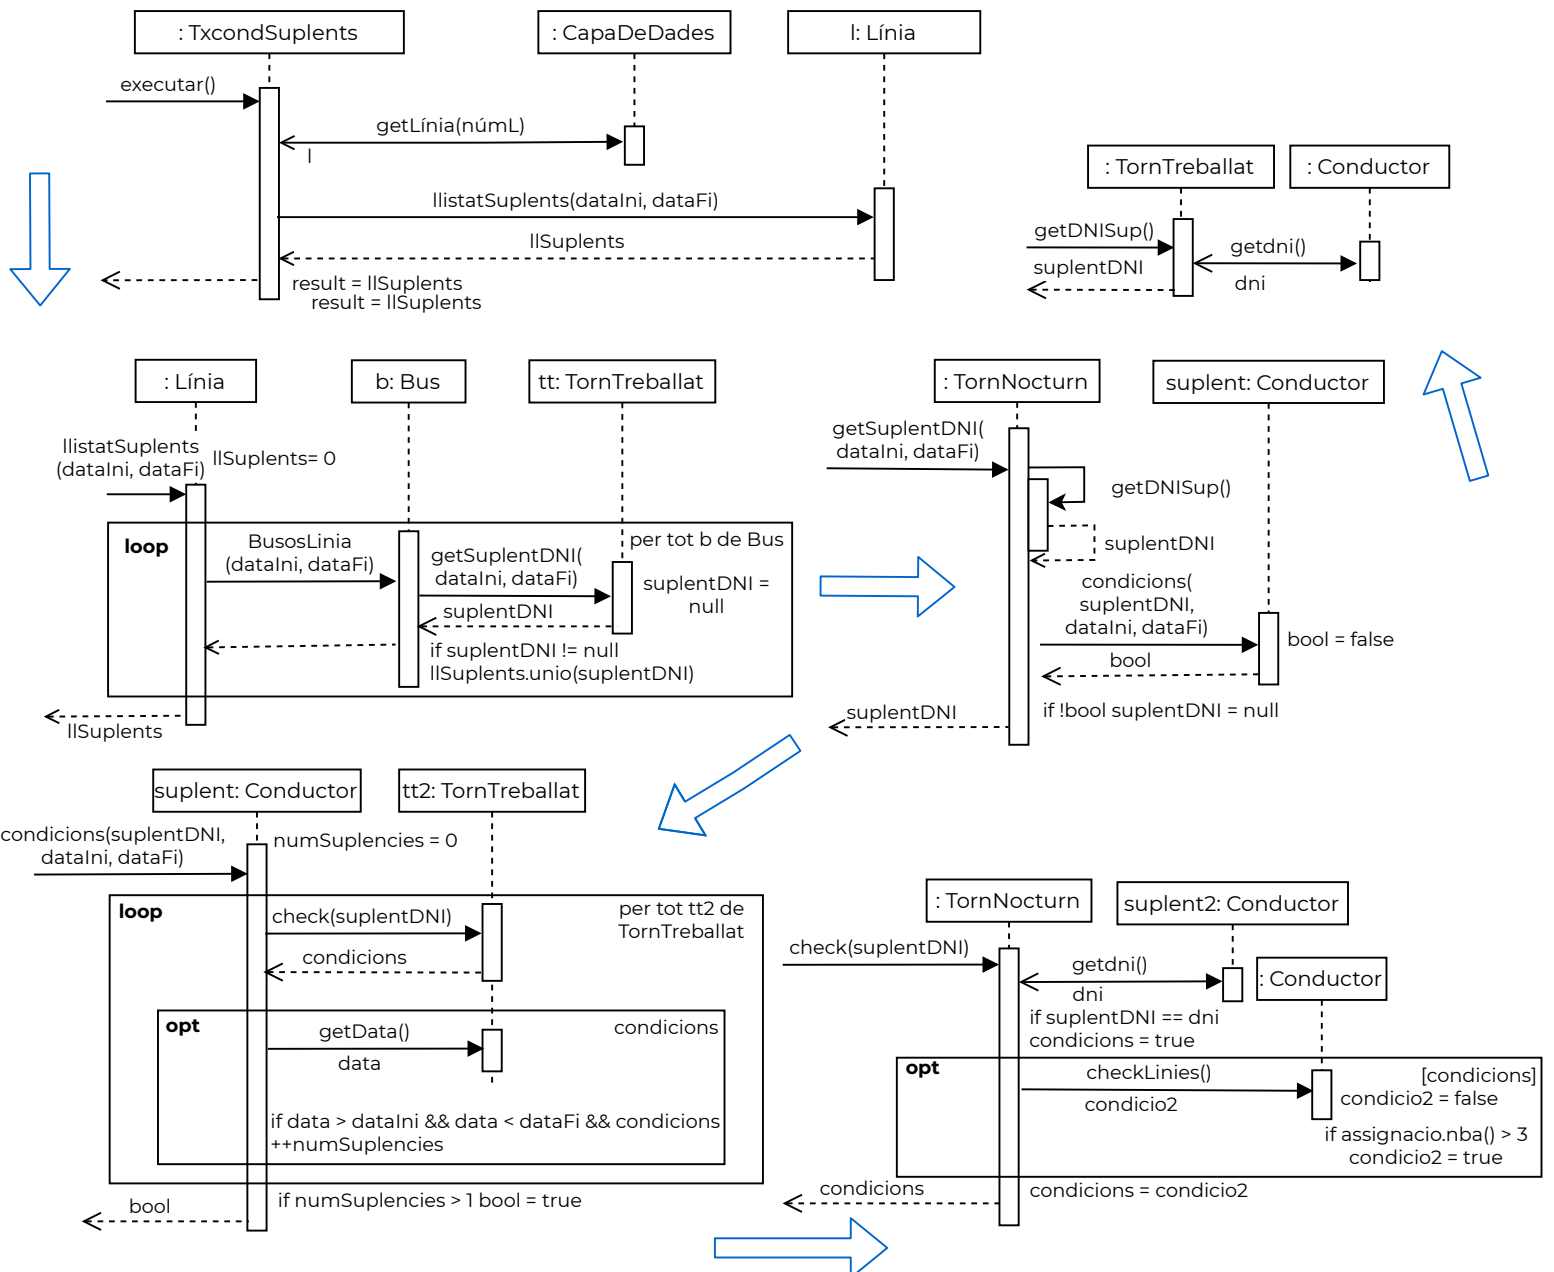 : TxcondSuplents
: CapaDeDades
l: Línia
executar()
getLínia(númL)
l
llistatSuplents(dataIni, dataFi)
llSuplents
result = llSuplents
result = llSuplents
: TornTreballat
: Conductor
getDNISup()
getdni()
suplentDNI
dni
: Línia
b: Bus
tt: TornTreballat
llistatSuplents
(dataIni, dataFi)
llSuplents= 0
loop
BusosLinia
(dataIni, dataFi)
getSuplentDNI(
dataIni, dataFi)
per tot b de Bus
suplentDNI =
null
suplentDNI
if suplentDNI != null
llSuplents.unio(suplentDNI)
llSuplents
: TornNocturn
suplent: Conductor
getSuplentDNI(
dataIni, dataFi)
getDNISup()
suplentDNI
condicions(
suplentDNI,
dataIni, dataFi)
bool = false
bool
if !bool suplentDNI = null
suplentDNI
suplent: Conductor
tt2: TornTreballat
condicions(suplentDNI,
dataIni, dataFi)
numSuplencies = 0
loop
check(suplentDNI)
per tot tt2 de
TornTreballat
condicions
opt
getData()
condicions
data
if data > dataIni && data < dataFi && condicions
++numSuplencies
if numSuplencies > 1 bool = true
bool
: TornNocturn
suplent2: Conductor
check(suplentDNI)
getdni()
: Conductor
dni
if suplentDNI == dni
condicions = true
opt
checkLinies()
[condicions]
condicio2
condicio2 = false
if assignacio.nba() > 3
condicio2 = true
condicions
condicions = condicio2